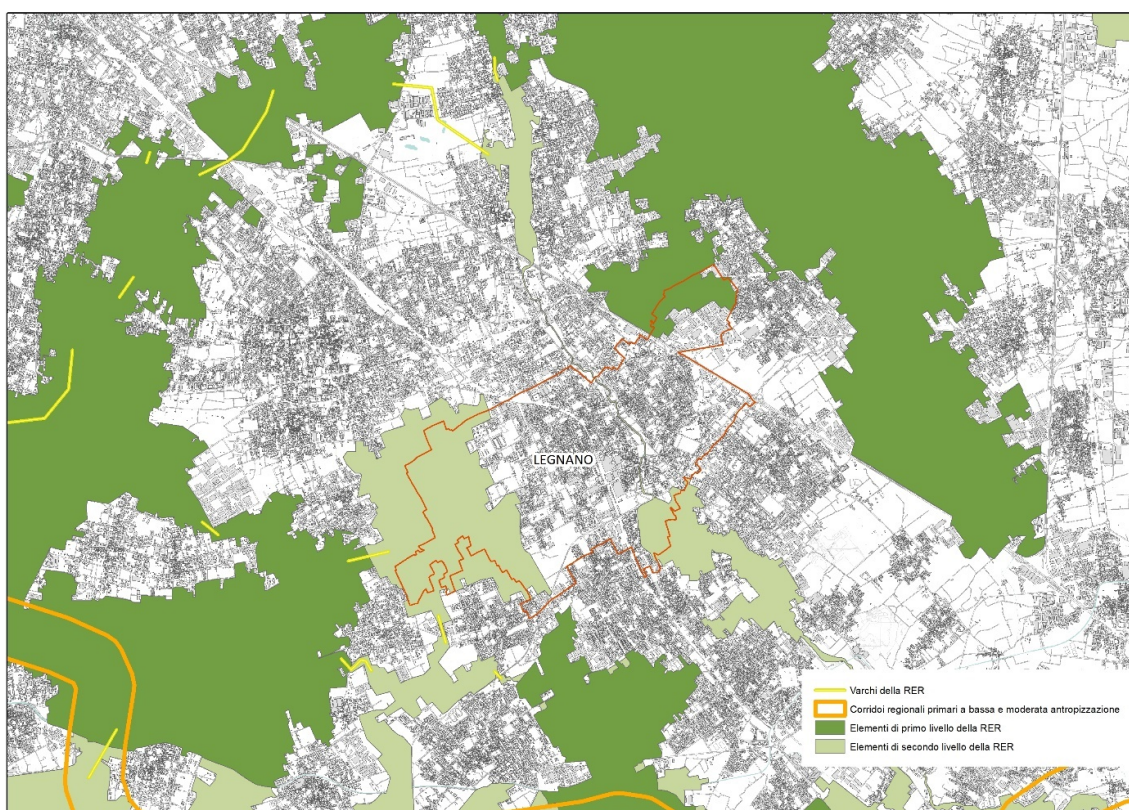 LEGNANO
Varchi della RER
Corridoi regionali primari a bassa e moderata antropizzazione
Elementi di primo livello della RER
Elementi di secondo livello della RER